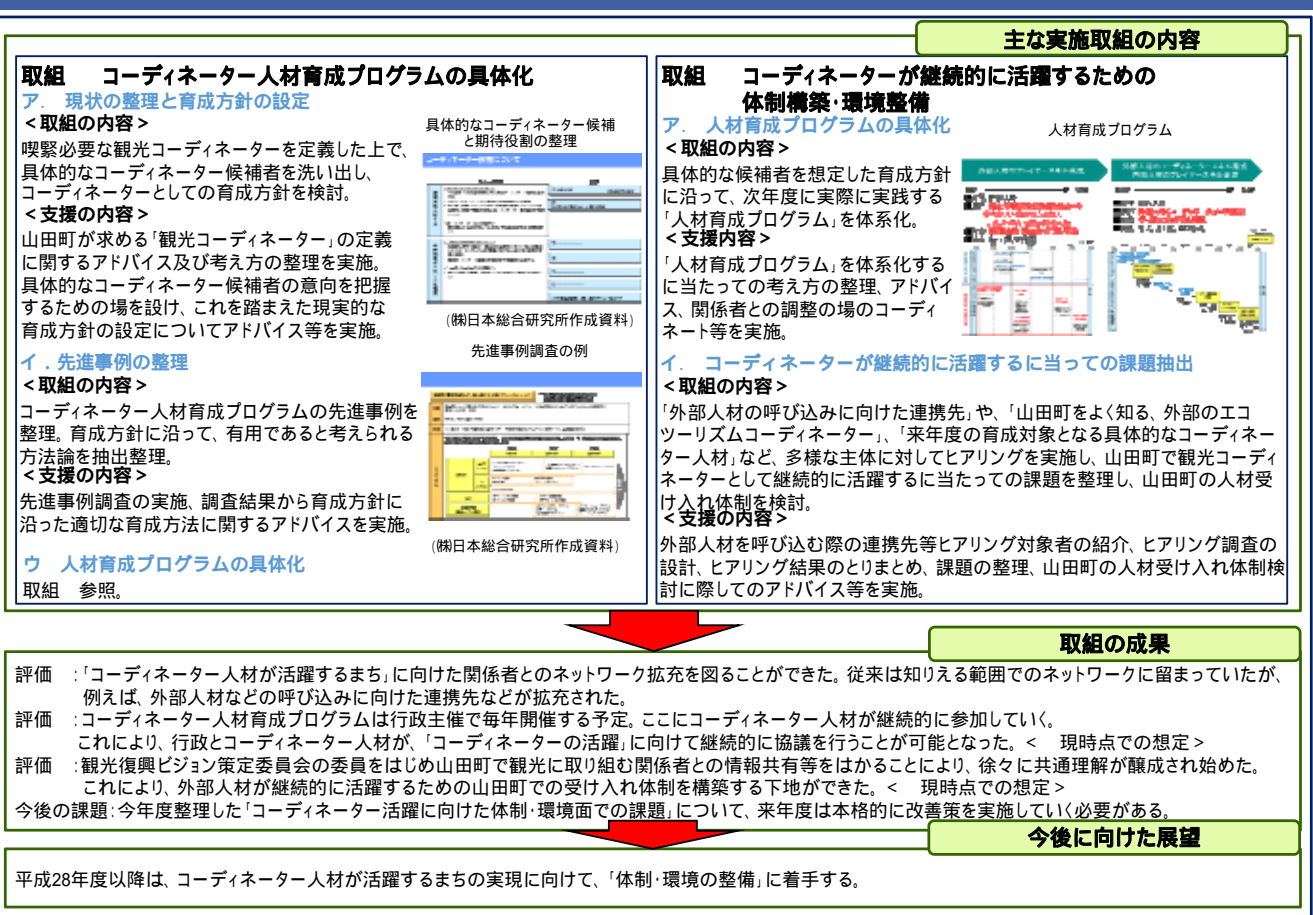 主な実施取組の内容
取組 コーディネーター人材育成プログラムの具体化
ア. 現状の整理と育成方針の設定
<取組の内容>
喫緊必要な観光コーディネーターを定義した上で、
具体的なコーディネーター候補者を洗い出し、
コーディネーターとしての育成方針を検討。
<支援の内容>
山田町が求める「観光コーディネーター」の定義
に関するアドバイス及び考え方の整理を実施。
具体的なコーディネーター候補者の意向を把握
するための場を設け、これを踏まえた現実的な
育成方針の設定についてアドバイス等を実施。
具体的なコーディネーター候補
と期待役割の整理
(㈱日本総合研究所作成資料)
イ.先進事例の整理
<取組の内容>
コーディネーター人材育成プログラムの先進事例を
整理。育成方針に沿って、有用であると考えられる
方法論を抽出整理。
<支援の内容>
先進事例調査の実施、調査結果から育成方針に
沿った適切な育成方法に関するアドバイスを実施。
先進事例調査の例
(㈱日本総合研究所作成資料)
ウ 人材育成プログラムの具体化
取組 参照。
取組 コーディネーターが継続的に活躍するための
体制構築・環境整備
ア. 人材育成プログラムの具体化
<取組の内容>
具体的な候補者を想定した育成方針
に沿って、次年度に実際に実践する
「人材育成プログラム」を体系化。
<支援内容>
「人材育成プログラム」を体系化する
に当たっての考え方の整理、アドバイ
ス、関係者との調整の場のコーディ
ネート等を実施。
人材育成プログラム
イ. コーディネーターが継続的に活躍するに当っての課題抽出
<取組の内容>
「外部人材の呼び込みに向けた連携先」や、「山田町をよく知る、外部のエコ
ツーリズムコーディネーター」、「来年度の育成対象となる具体的なコーディネー
ター人材」など、多様な主体に対してヒアリングを実施し、山田町で観光コーディ
ネーターとして継続的に活躍するに当たっての課題を整理し、山田町の人材受
け入れ体制を検討。
<支援の内容>
外部人材を呼び込む際の連携先等ヒアリング対象者の紹介、ヒアリング調査の
設計、ヒアリング結果のとりまとめ、課題の整理、山田町の人材受け入れ体制検
討に際してのアドバイス等を実施。
取組の成果
評価 :「コーディネーター人材が活躍するまち」に向けた関係者とのネットワーク拡充を図ることができた。従来は知りえる範囲でのネットワークに留まっていたが、
例えば、外部人材などの呼び込みに向けた連携先などが拡充された。
評価 :コーディネーター人材育成プログラムは行政主催で毎年開催する予定。ここにコーディネーター人材が継続的に参加していく。
これにより、行政とコーディネーター人材が、「コーディネーターの活躍」に向けて継続的に協議を行うことが可能となった。< 現時点での想定>
評価 :観光復興ビジョン策定委員会の委員をはじめ山田町で観光に取り組む関係者との情報共有等をはかることにより、徐々に共通理解が醸成され始めた。
これにより、外部人材が継続的に活躍するための山田町での受け入れ体制を構築する下地ができた。< 現時点での想定>
今後の課題:今年度整理した「コーディネーター活躍に向けた体制・環境面での課題」について、来年度は本格的に改善策を実施していく必要がある。
今後に向けた展望
平成28年度以降は、コーディネーター人材が活躍するまちの実現に向けて、「体制・環境の整備」に着手する。